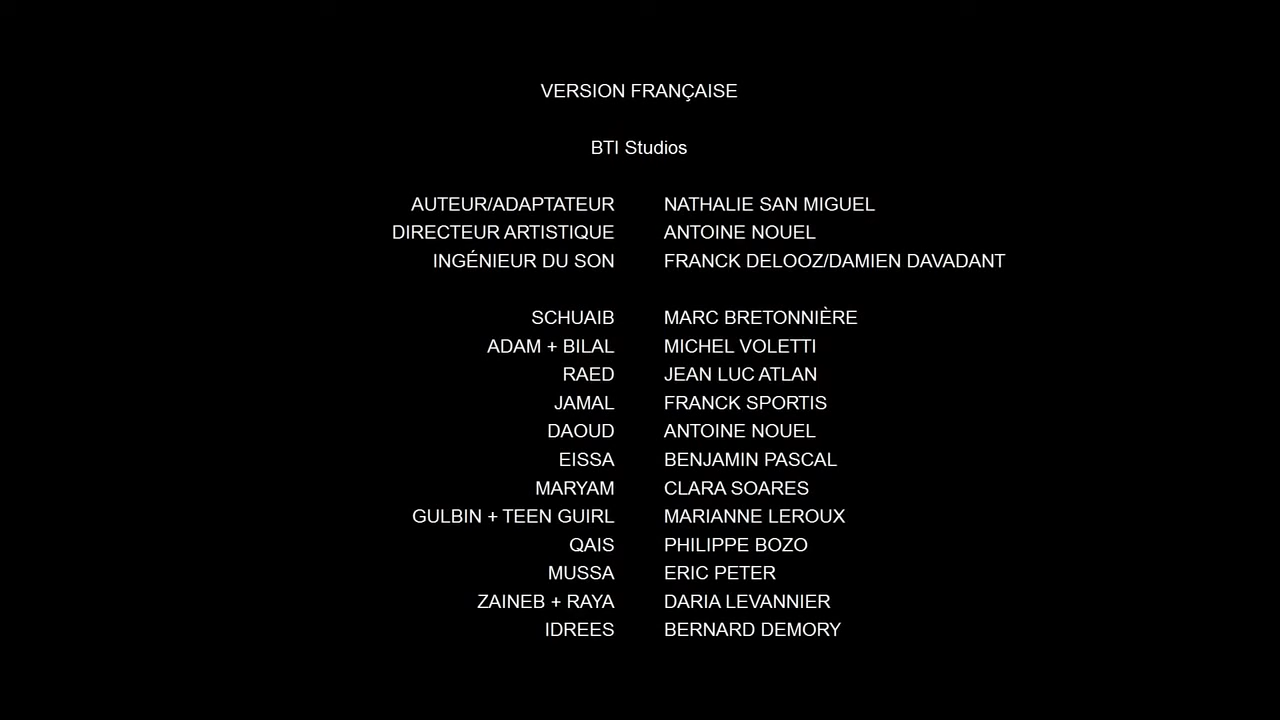 VERSION FRANÇAISE
BTI Studios
AUTEUR/ADAPTATEUR NATHALIE SAN MIGUEL
DIRECTEUR ARTISTIQUE ANTOINE NOUEL
INGÉNIEUR DU SON FRANCK DELOOZ/DAMIEN DAVADANT
SCHUAIB MARC BRETONNIÈRE
ADAM + BILAL MICHEL VOLETTI
RAED JEAN LUC ATLAN
JAMAL FRANCK SPORTIS
DAOUD ANTOINE NOUEL
EISSA BENJAMIN PASCAL
MARYAM CLARA SOARES
GULBIN + TEEN GUIRL MARIANNE LEROUX
QAIS PHILIPPE BOZO
MUSSA ERIC PETER
ZAINEB + RAYA DARIA LEVANNIER
IDREES BERNARD DEMORY